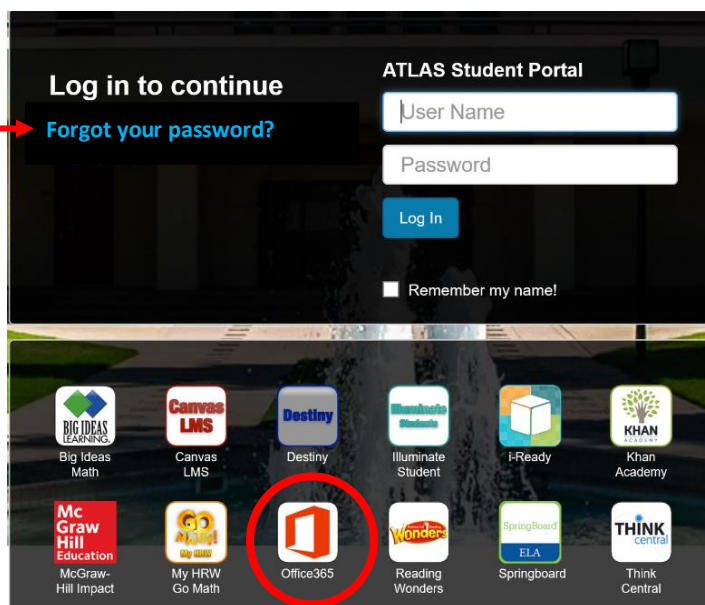 Log in to continue
Forgot your password?
ATLAS Student Portal
User Name
Password
Log In
Remember my name!
BIG IDEAS
LEARNING.
Big Ideas
Math
Canvas
LMS
Canvas
LMS
Destiny
Destiny
Illuminate
Students
Illuminate
Student
i-Ready
KHAN
ACADEMY
Khan
Academy
Mc
Graw
Hill
Education
McGraw-
Hill Impact
GO
Math!
My HRW
My HRW
Go Math
Office365
Wonders
Reading
Wonders
SpringBoard
ELA
Springboard
THINK
central
Think
Central